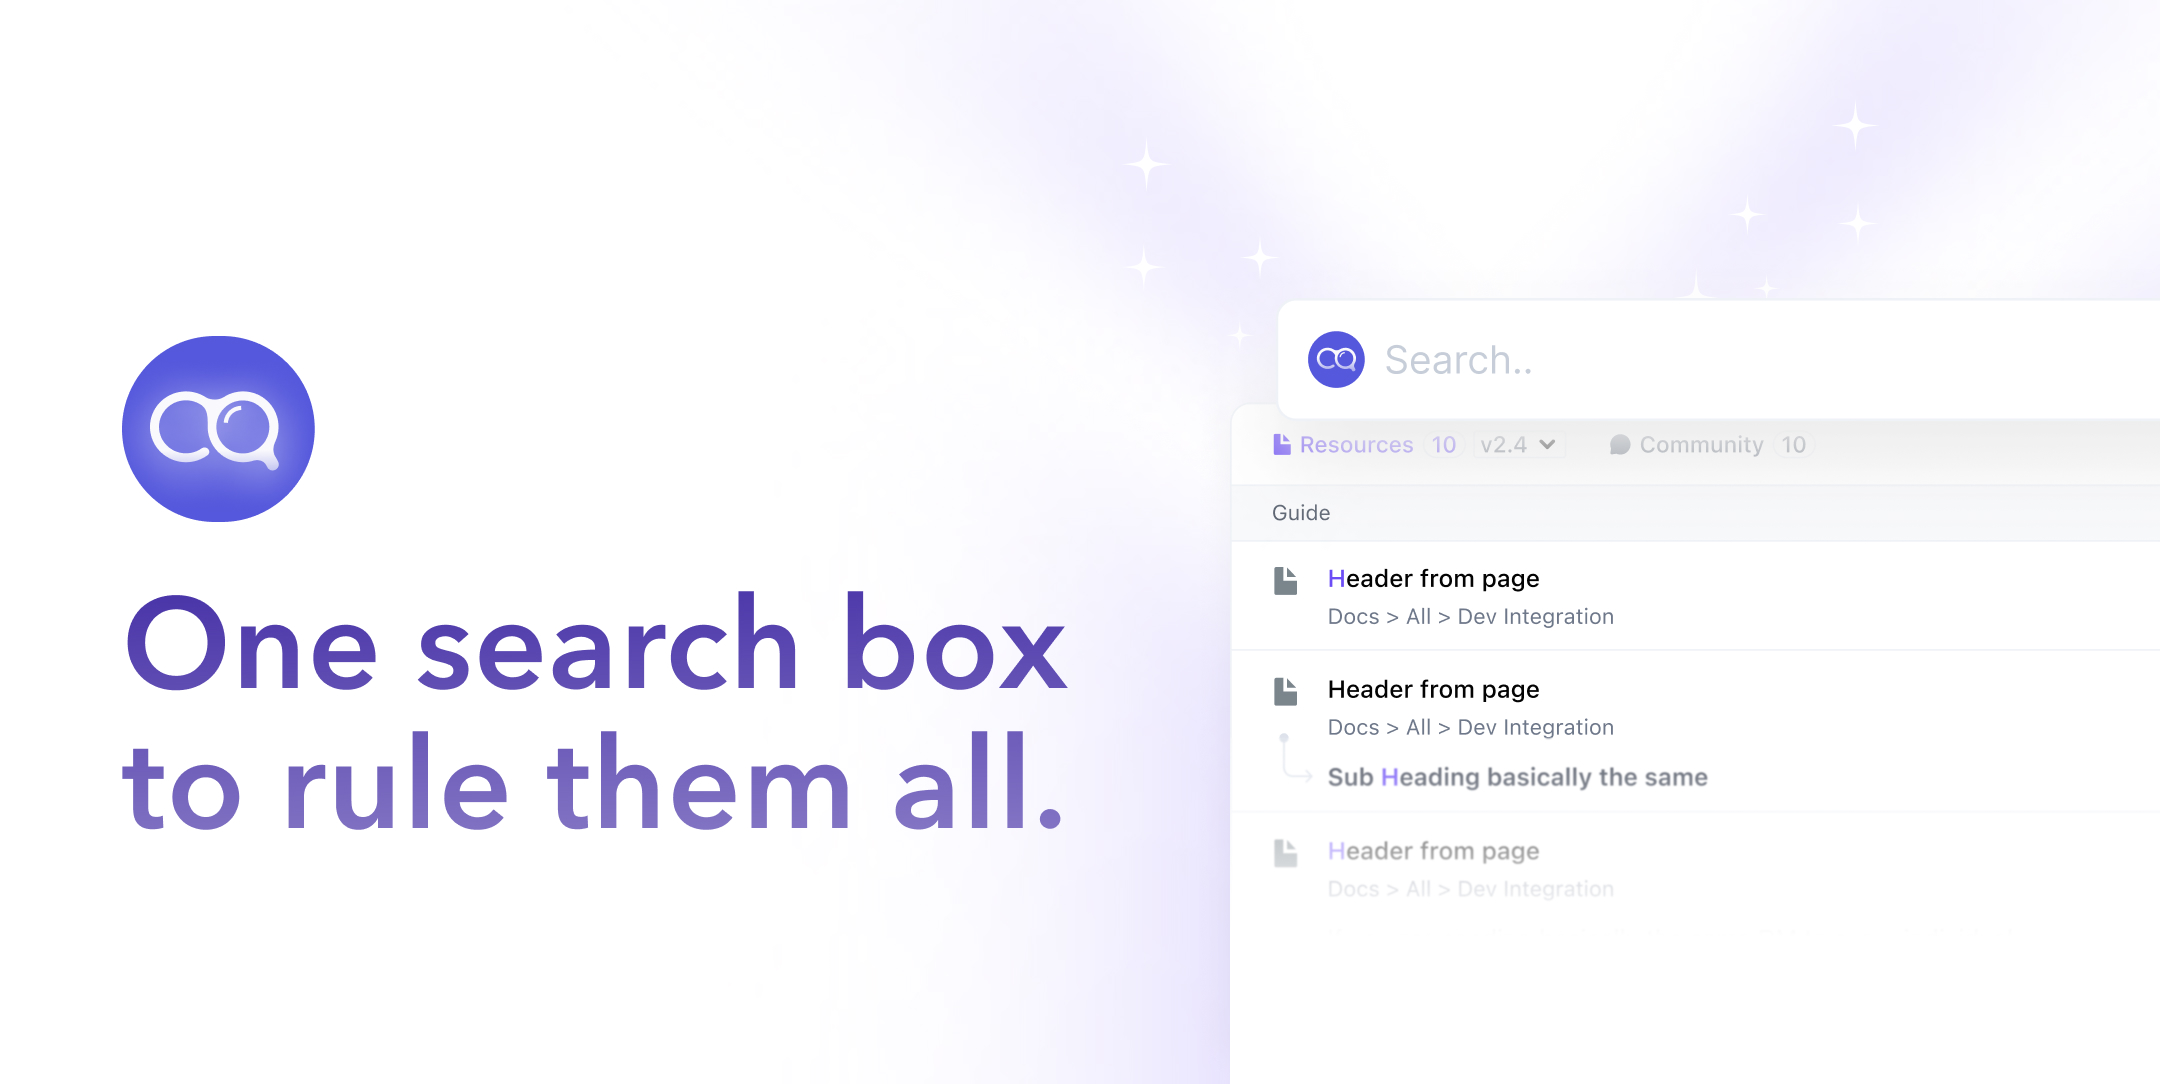 CQ
One search box
to rule them all.
CQ Search..
Resources 10 v2.4 Community 10
Guide
Header from page
Docs > All > Dev Integration
Header from page
Docs > All > Dev Integration
Sub Heading basically the same
Header from page
Docs > All > Dev Integration